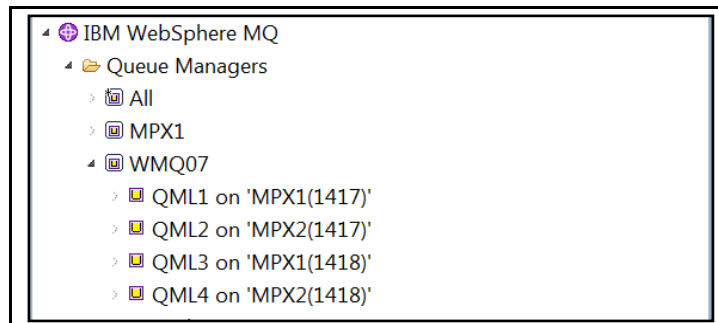 IBM WebSphere MQ
Queue Managers
All
MPX1
WMQ07
QML1 on 'MPX1(1417)'
QML2 on 'MPX2(1417)'
QML3 on 'MPX1(1418)'
QML4 on 'MPX2(1418)'